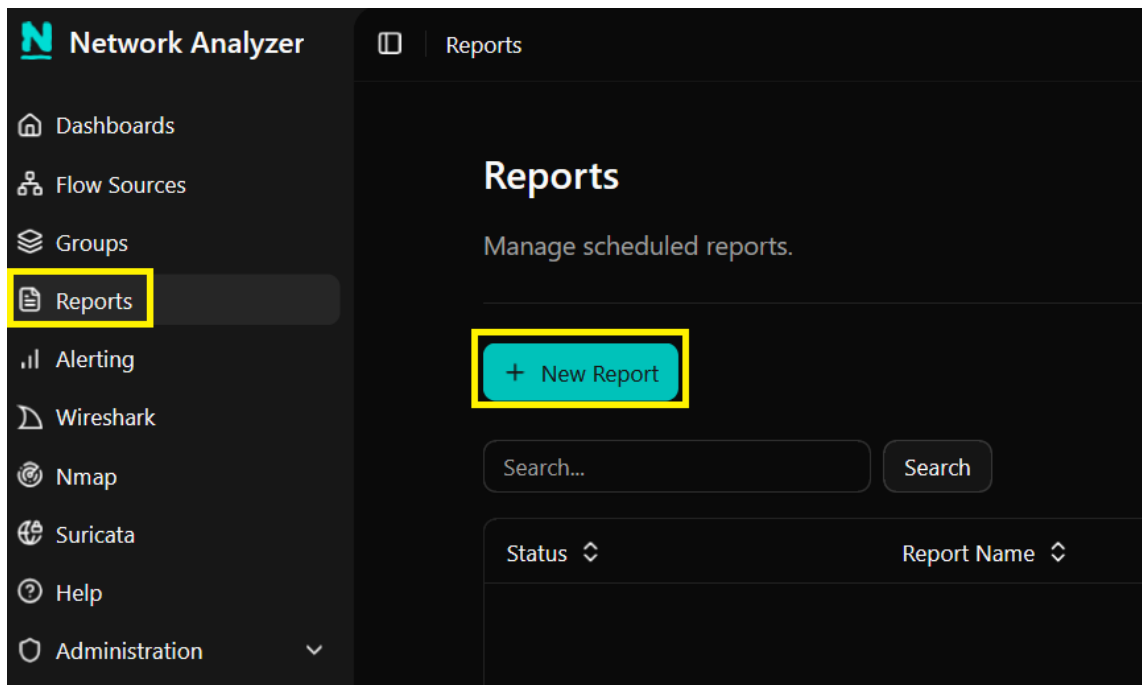 Network Analyzer
Reports
Dashboards
Flow Sources
Groups
Reports
Alerting
Wireshark
Nmap
Suricata
Help
Administration
Reports
Manage scheduled reports.
+ New Report
Search...
Search
Status
Report Name